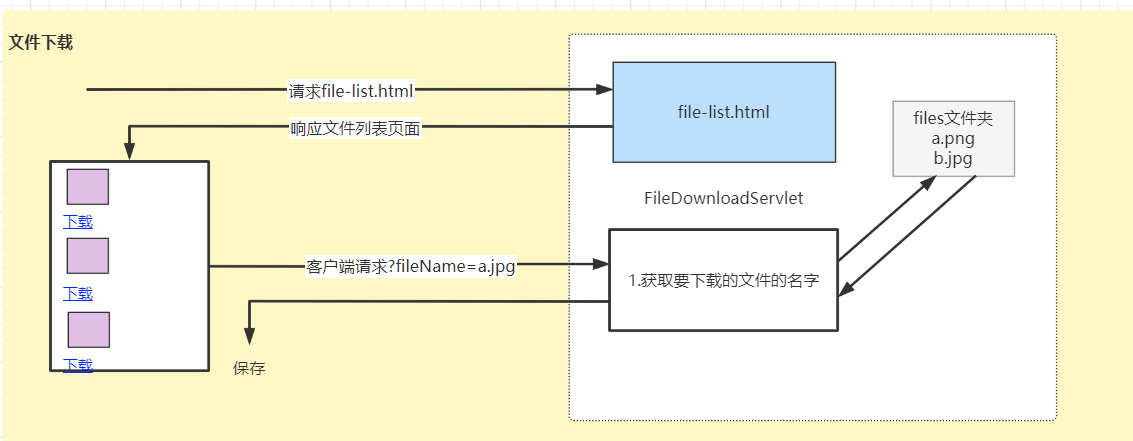 文件下载
请求file-list.html
file-list.html
响应文件列表页面
files文件夹
a.png
b.jpg
下载
下载
下载
FileDownloadServlet
客户端请求?fileName=a.jpg
1.获取要下载的文件的名字
保存